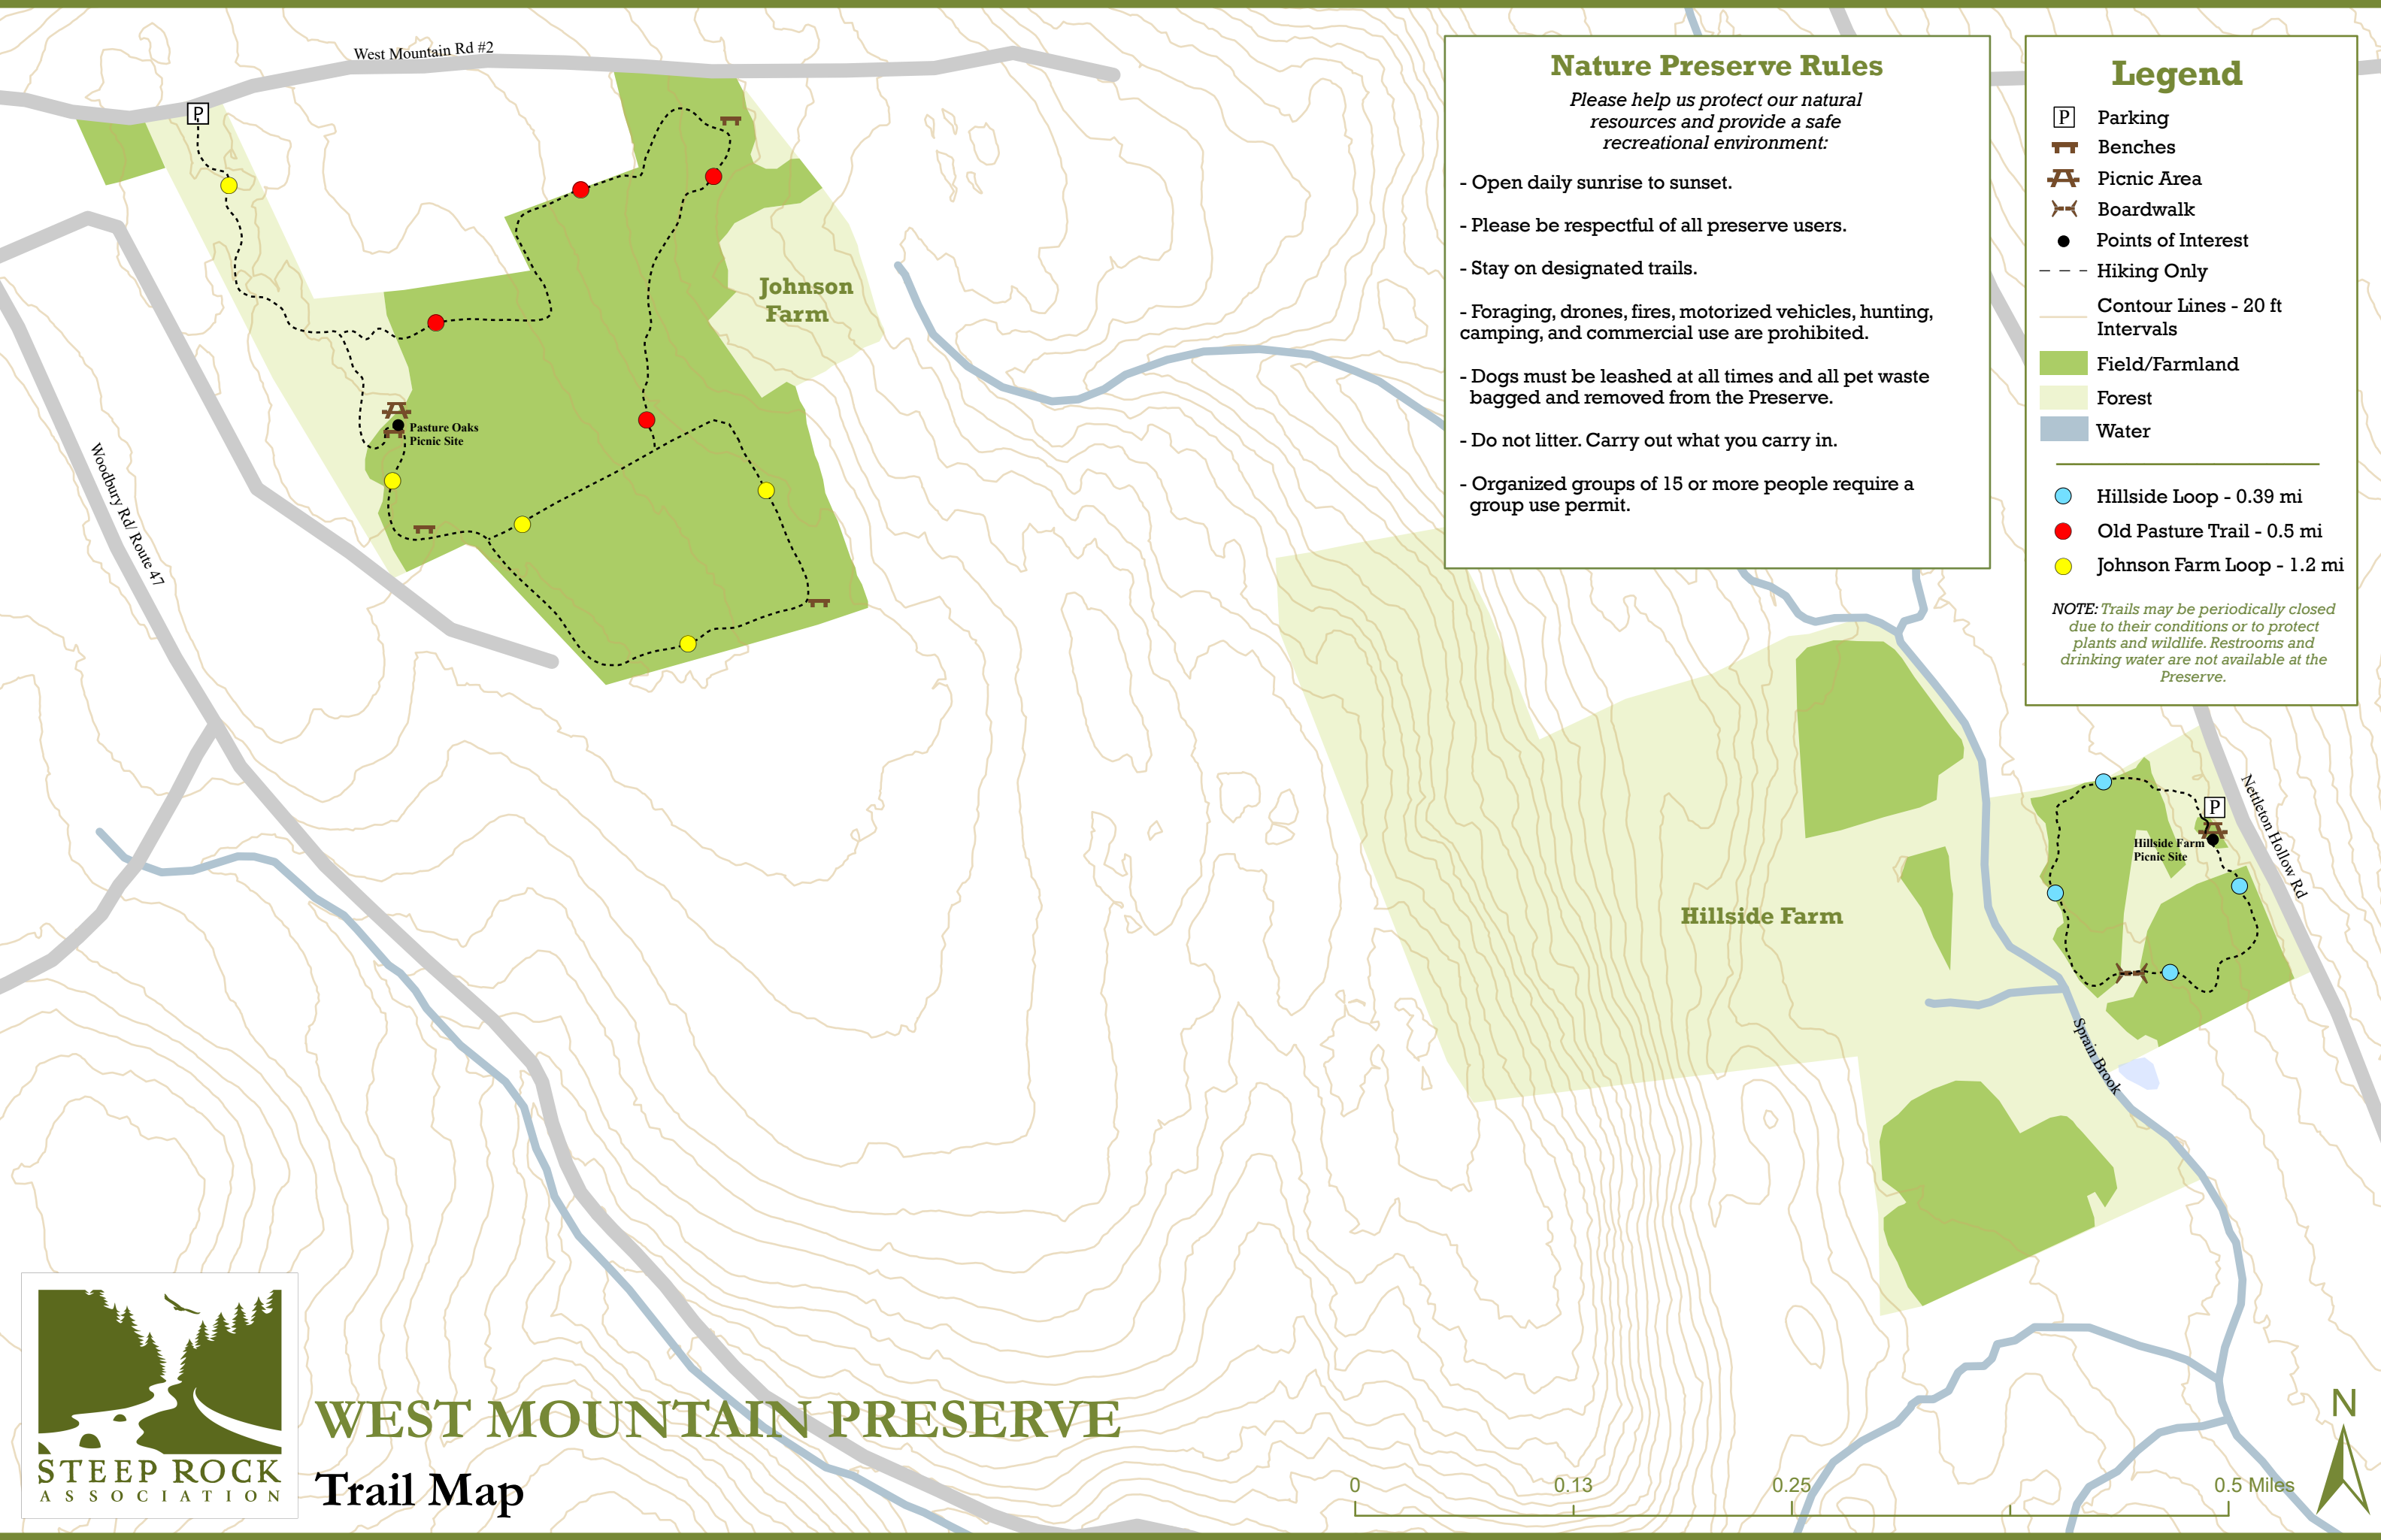 West Mountain Rd #2
P
Johnson
Farm
Pasture Oaks
Picnic Site
Woodbury Rd/ Route 47
Nature Preserve Rules
Please help us protect our natural
resources and provide a safe
recreational environment:
- Open daily sunrise to sunset.
- Please be respectful of all preserve users.
- Stay on designated trails.
- Foraging, drones, fires, motorized vehicles, hunting,
camping, and commercial use are prohibited.
- Dogs must be leashed at all times and all pet waste
bagged and removed from the Preserve.
- Do not litter. Carry out what you carry in.
- Organized groups of 15 or more people require a
group use permit.
Legend
P Parking
Benches
Picnic Area
Boardwalk
Points of Interest
Hiking Only
Contour Lines - 20 ft
Intervals
Field/Farmland
Forest
Water
Hillside Loop - 0.39 mi
Old Pasture Trail - 0.5 mi
Johnson Farm Loop - 1.2 mi
NOTE: Trails may be periodically closed
due to their conditions or to protect
plants and wildlife. Restrooms and
drinking water are not available at the
Preserve.
P
Nettleton Hollow Rd
Hillside Farm
Picnic Site
Hillside Farm
Sprain Brook
STEEP ROCK
ASSOCIATION
WEST MOUNTAIN PRESERVE
Trail Map
0 0.13 0.25 0.5 Miles
N